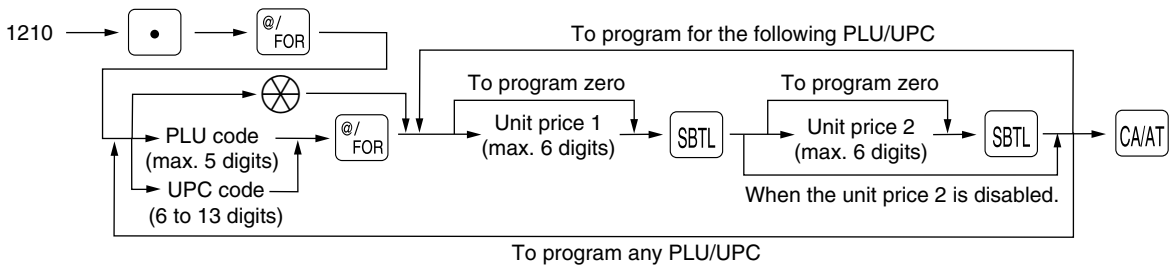 1210
•
@/
FOR
To program for the following PLU/UPC
To program zero
To program zero
PLU code
(max. 5 digits)
@/
FOR
Unit price 1
(max. 6 digits)
SBTL
Unit price 2
(max. 6 digits)
SBTL
CA/AT
UPC code
(6 to 13 digits)
When the unit price 2 is disabled.
To program any PLU/UPC